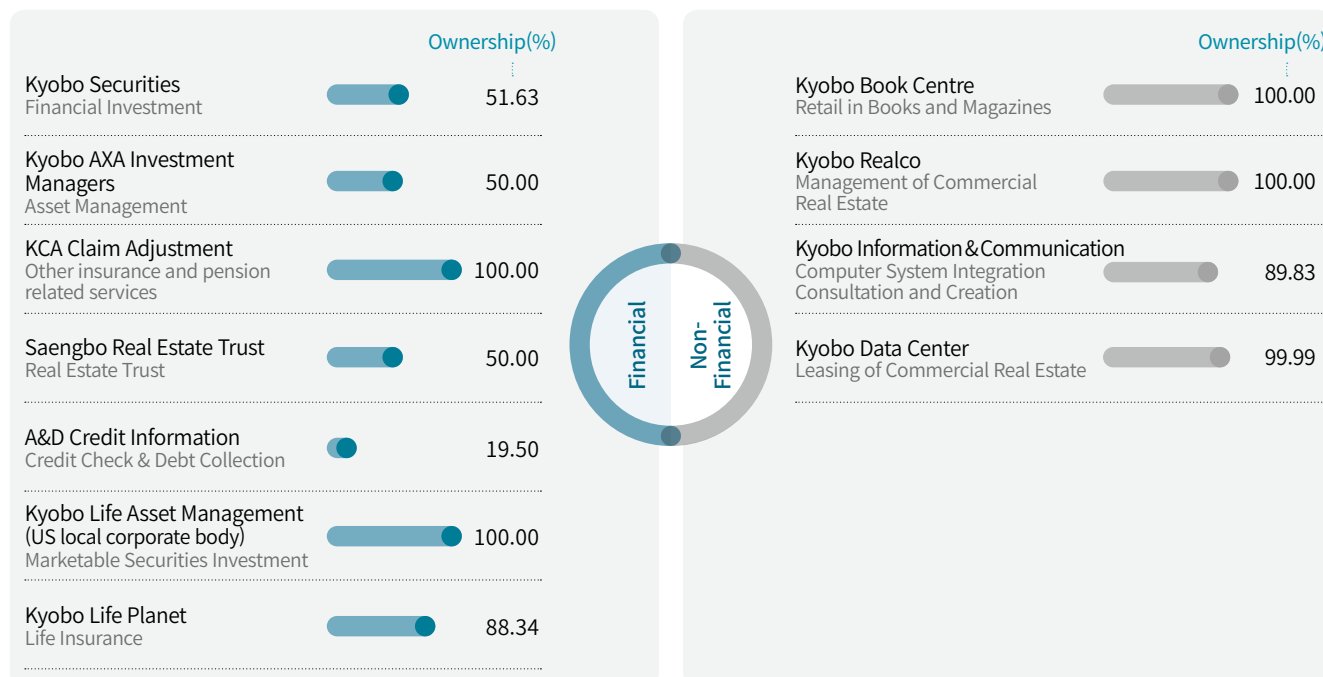 Ownership(%)
Kyobo Securities
Financial Investment
51.63
Kyobo AXA Investment
Managers
Asset Management
50.00
KCA Claim Adjustment
Other insurance and pension
related services
100.00
Saengbo Real Estate Trust
Real Estate Trust
50.00
A&D Credit Information
Credit Check & Debt Collection
19.50
Kyobo Life Asset Management
(US local corporate body)
Marketable Securities Investment
100.00
Kyobo Life Planet
Life Insurance
88.34
Financial
Non-
Financial
Ownership(%)
Kyobo Book Centre
Retail in Books and Magazines
100.00
Kyobo Realco
Management of Commercial
Real Estate
100.00
Kyobo Information & Communication
Computer System Integration
Consultation and Creation
89.83
Kyobo Data Center
Leasing of Commercial Real Estate
99.99